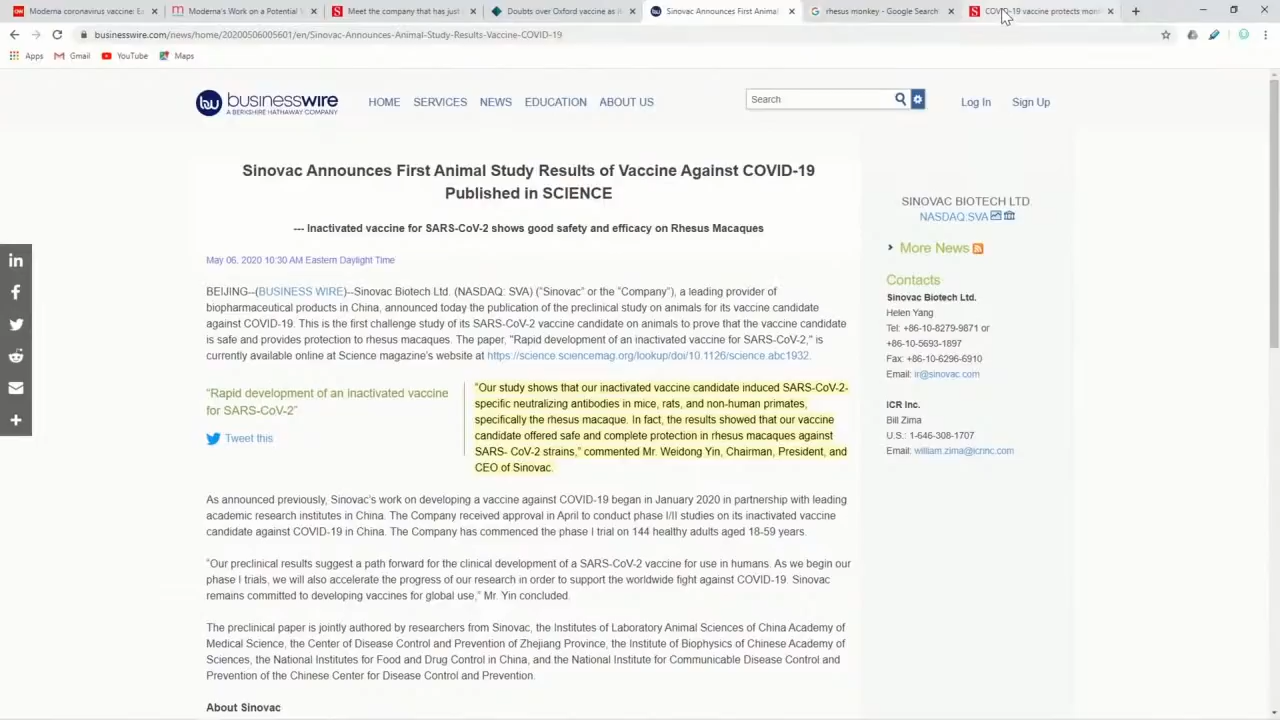 Moderna coronavirus vaccine: Ea
Moderna's Work on a Potential
Meet the company that has just
Doubts over Oxford vaccine as it
Sinovac Announces First Animal
rhesus monkey - Google Search
COVID-19 vaccine protects mon
businesswire.com/news/home/20200506005601/en/Sinovac-Announces-Animal-Study-Results-Vaccine-COVID-19
Apps Gmail YouTube Maps
businesswire
A BERKSHIRE HATHAWAY COMPANY
HOME SERVICES NEWS EDUCATION ABOUT US
Search
Log In Sign Up
Sinovac Announces First Animal Study Results of Vaccine Against COVID-19
Published in SCIENCE
--- Inactivated vaccine for SARS-CoV-2 shows good safety and efficacy on Rhesus Macaques
May 06, 2020 10:30 AM Eastern Daylight Time
BEIJING--(BUSINESS WIRE)--Sinovac Biotech Ltd. (NASDAQ: SVA) ("Sinovac" or the "Company"), a leading provider of
biopharmaceutical products in China, announced today the publication of the preclinical study on animals for its vaccine candidate
against COVID-19. This is the first challenge study of its SARS-CoV-2 vaccine candidate on animals to prove that the vaccine candidate
is safe and provides protection to rhesus macaques. The paper, "Rapid development of an inactivated vaccine for SARS-CoV-2," is
currently available online at Science magazine's website at https://science.sciencemag.org/lookup/doi/10.1126/science.abc1932.
"Rapid development of an inactivated vaccine
for SARS-CoV-2"
Tweet this
"Our study shows that our inactivated vaccine candidate induced SARS-CoV-2-
specific neutralizing antibodies in mice, rats, and non-human primates,
specifically the rhesus macaque. In fact, the results showed that our vaccine
candidate offered safe and complete protection in rhesus macaques against
SARS- CoV-2 strains," commented Mr. Weidong Yin, Chairman, President, and
CEO of Sinovac.
As announced previously, Sinovac's work on developing a vaccine against COVID-19 began in January 2020 in partnership with leading
academic research institutes in China. The Company received approval in April to conduct phase I/II studies on its inactivated vaccine
candidate against COVID-19 in China. The Company has commenced the phase I trial on 144 healthy adults aged 18-59 years.
"Our preclinical results suggest a path forward for the clinical development of a SARS-CoV-2 vaccine for use in humans. As we begin our
phase I trials, we will also accelerate the progress of our research in order to support the worldwide fight against COVID-19. Sinovac
remains committed to developing vaccines for global use," Mr. Yin concluded.
The preclinical paper is jointly authored by researchers from Sinovac, the Institutes of Laboratory Animal Sciences of China Academy of
Medical Science, the Center of Disease Control and Prevention of Zhejiang Province, the Institute of Biophysics of Chinese Academy of
Sciences, the National Institutes for Food and Drug Control in China, and the National Institute for Communicable Disease Control and
Prevention of the Chinese Center for Disease Control and Prevention.
About Sinovac
SINOVAC BIOTECH LTD.
NASDAQ:SVA
More News
Contacts
Sinovac Biotech Ltd.
Helen Yang
Tel: +86-10-8279-9871 or
+86-10-5693-1897
Fax: +86-10-6296-6910
Email: ir@sinovac.com
ICR Inc.
Bill Zima
U.S.: 1-646-308-1707
Email: william.zima@icrinc.com